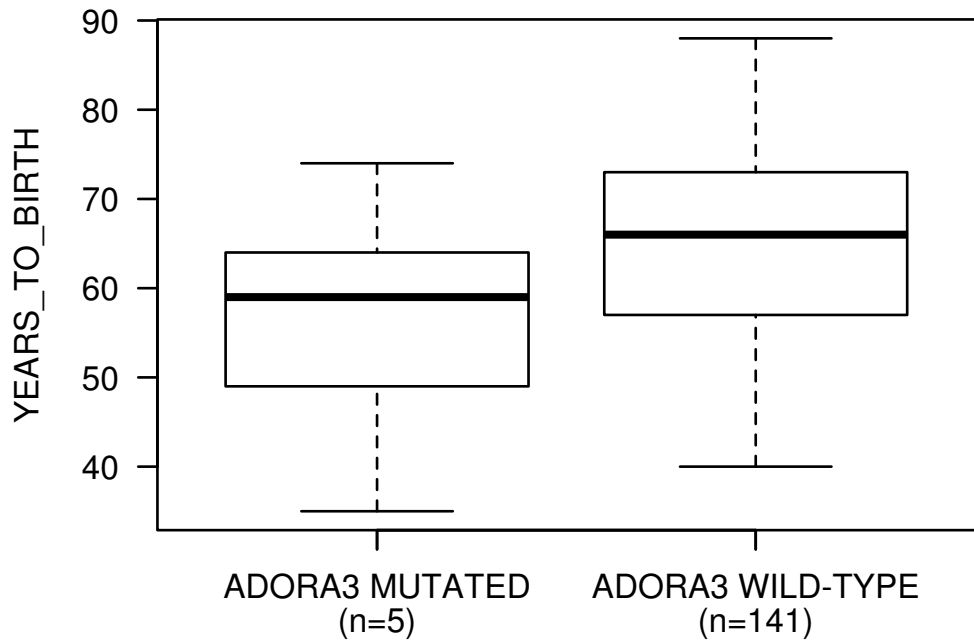 YEARS_TO_BIRTH
90
80
70
60
50
40
ADORA3 MUTATED
(n=5)
ADORA3 WILD-TYPE
(n=141)